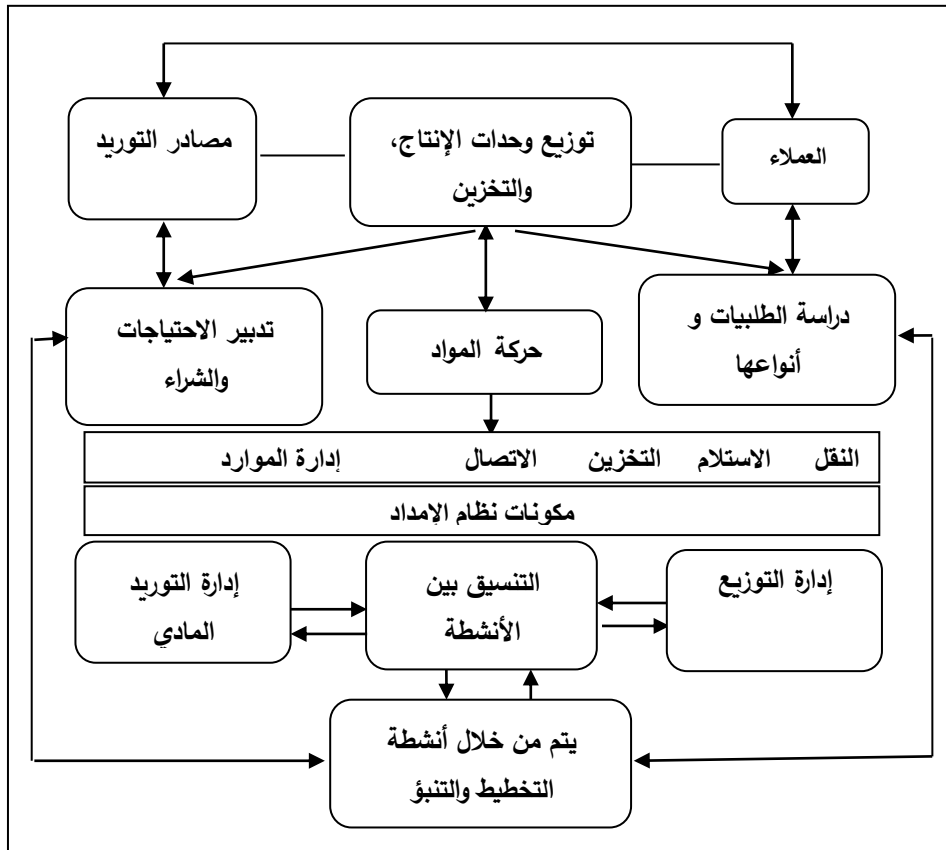 العملاء
توزيع وحدات الإنتاج،
والتخزين
مصادر التوريد
دراسة الطلبيات و
أنواعها
حركة المواد
تدبير الاحتياجات
والشراء
النقل الاستلام التخزين الاتصال إدارة الموارد
مكونات نظام الإمداد
إدارة التوزيع
التنسيق بين
الأنشطة
إدارة التوريد
المادي
يتم من خلال أنشطة
التخطيط والتنبؤ